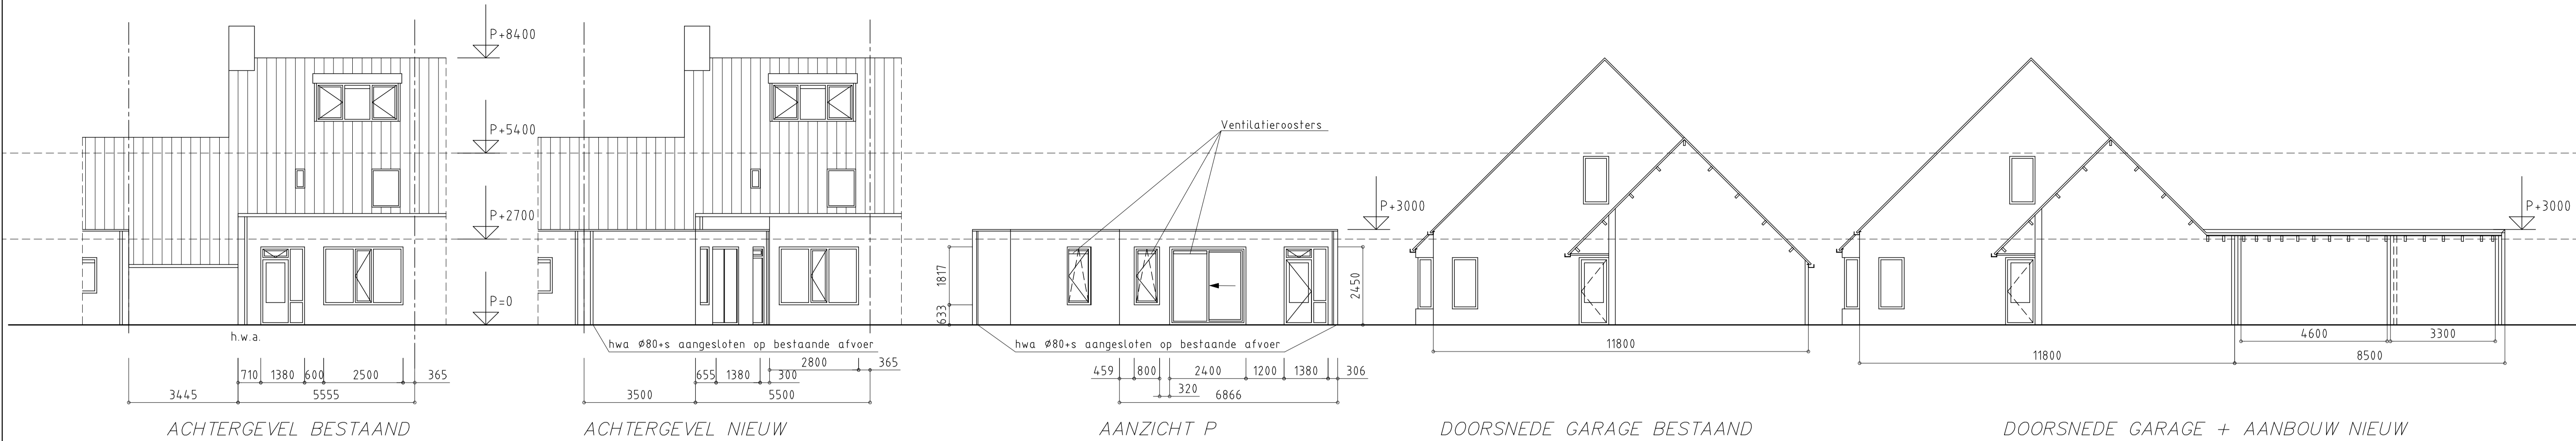 P+8400
P+5400
P+2700
P=0
h.w.a.
710 1380 600 2500 365
3445 5555
ACHTERGEVEL BESTAAND
hwa Ø80+s aangesloten op bestaande afvoer
2800 365
655 1380 300
3500 5500
ACHTERGEVEL NIEUW
Ventilatieroosters
P+3000
1817
633
2450
hwa Ø80+s aangesloten op bestaande afvoer
459 800 2400 1200 1380 306
320
6866
AANZICHT P
11800
DOORSNEDE GARAGE BESTAAND
P+3000
4600 3300
11800 8500
DOORSNEDE GARAGE + AANBOUW NIEUW